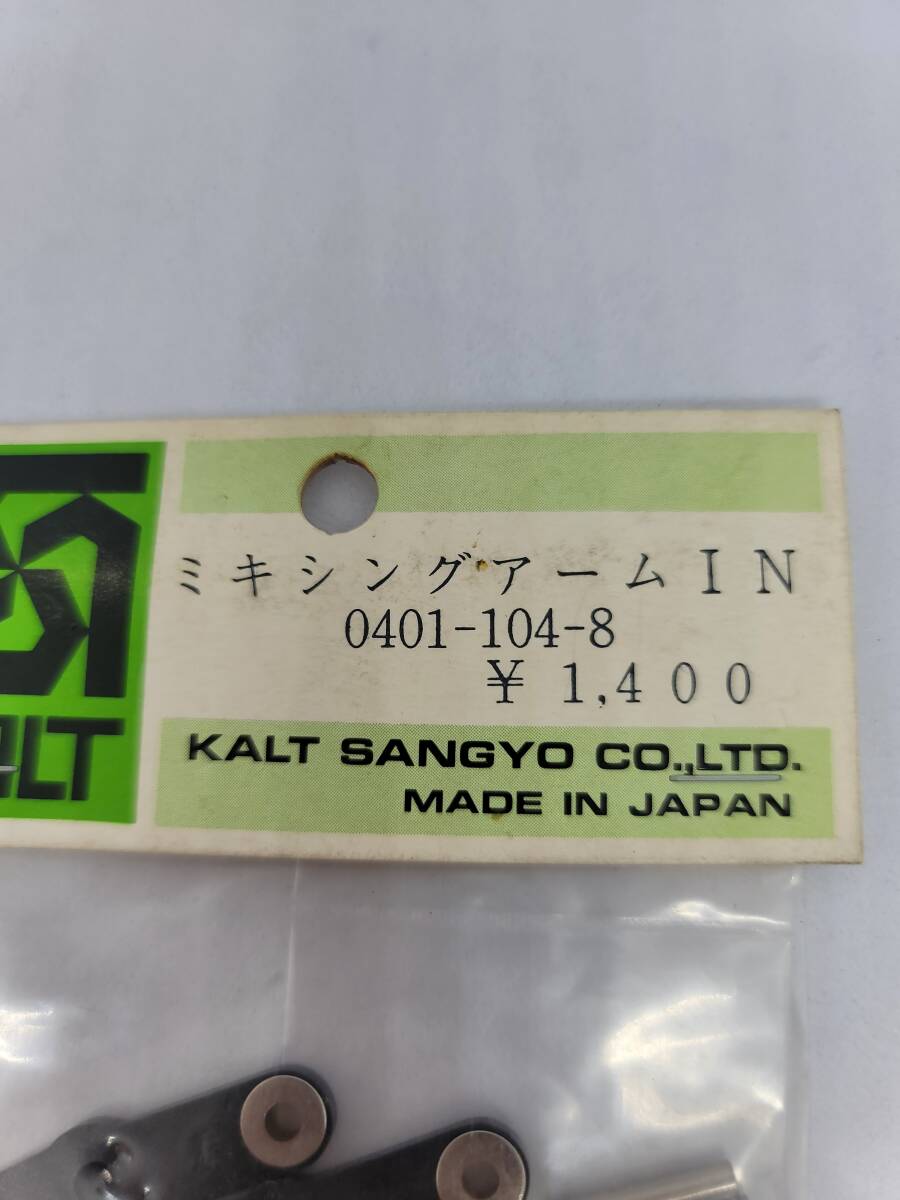 ミキシングアームIN
0401-104-8
¥ 1,400
KALT SANGYO CO.,LTD.
MADE IN JAPAN